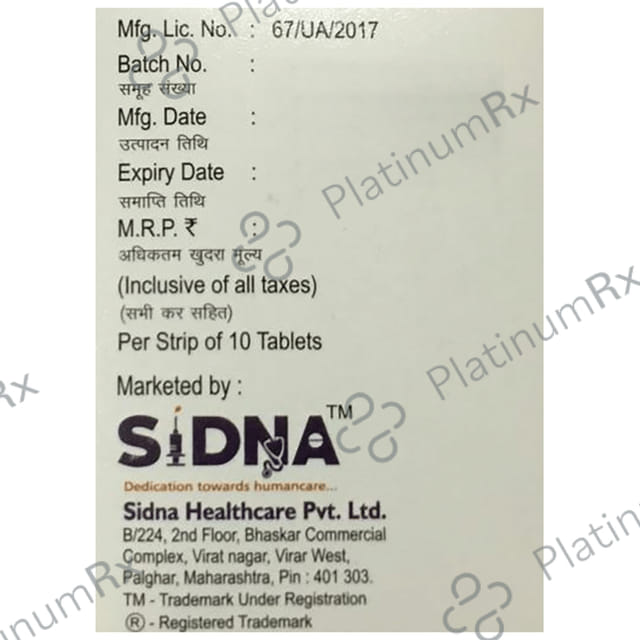 Mfg. Lic. No. : 67/UA/2017
Batch No. :
समूह संख्या
Mfg. Date :
उत्पादन तिथि
Expiry Date :
समाप्ति तिथि
M.R.P. ₹ :
अधिकतम खुदरा मूल्य
(Inclusive of all taxes)
(सभी कर सहित)
Per Strip of 10 Tablets
Marketed by :
SiDNA™
Dedication towards humancare...
Sidna Healthcare Pvt. Ltd.
B/224, 2nd Floor, Bhaskar Commercial
Complex, Virat nagar, Virar West,
Palghar, Maharashtra, Pin : 401 303.
TM - Trademark Under Registration
® - Registered Trademark
PlatinumRx
PlatinumRx
PlatinumRx